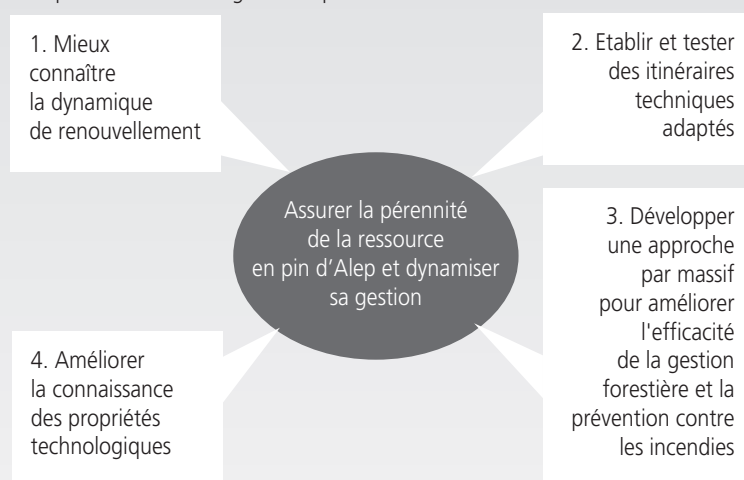 1. Mieux
connaître
la dynamique
de renouvellement
2. Etablir et tester
des itinéraires
techniques
adaptés
Assurer la pérennité
de la ressource
en pin d’Alep et dynamiser
sa gestion
3. Développer
une approche
par massif
pour améliorer
l'efficacité
de la gestion
forestière et la
prévention contre
les incendies
4. Améliorer
la connaissance
des propriétés
technologiques